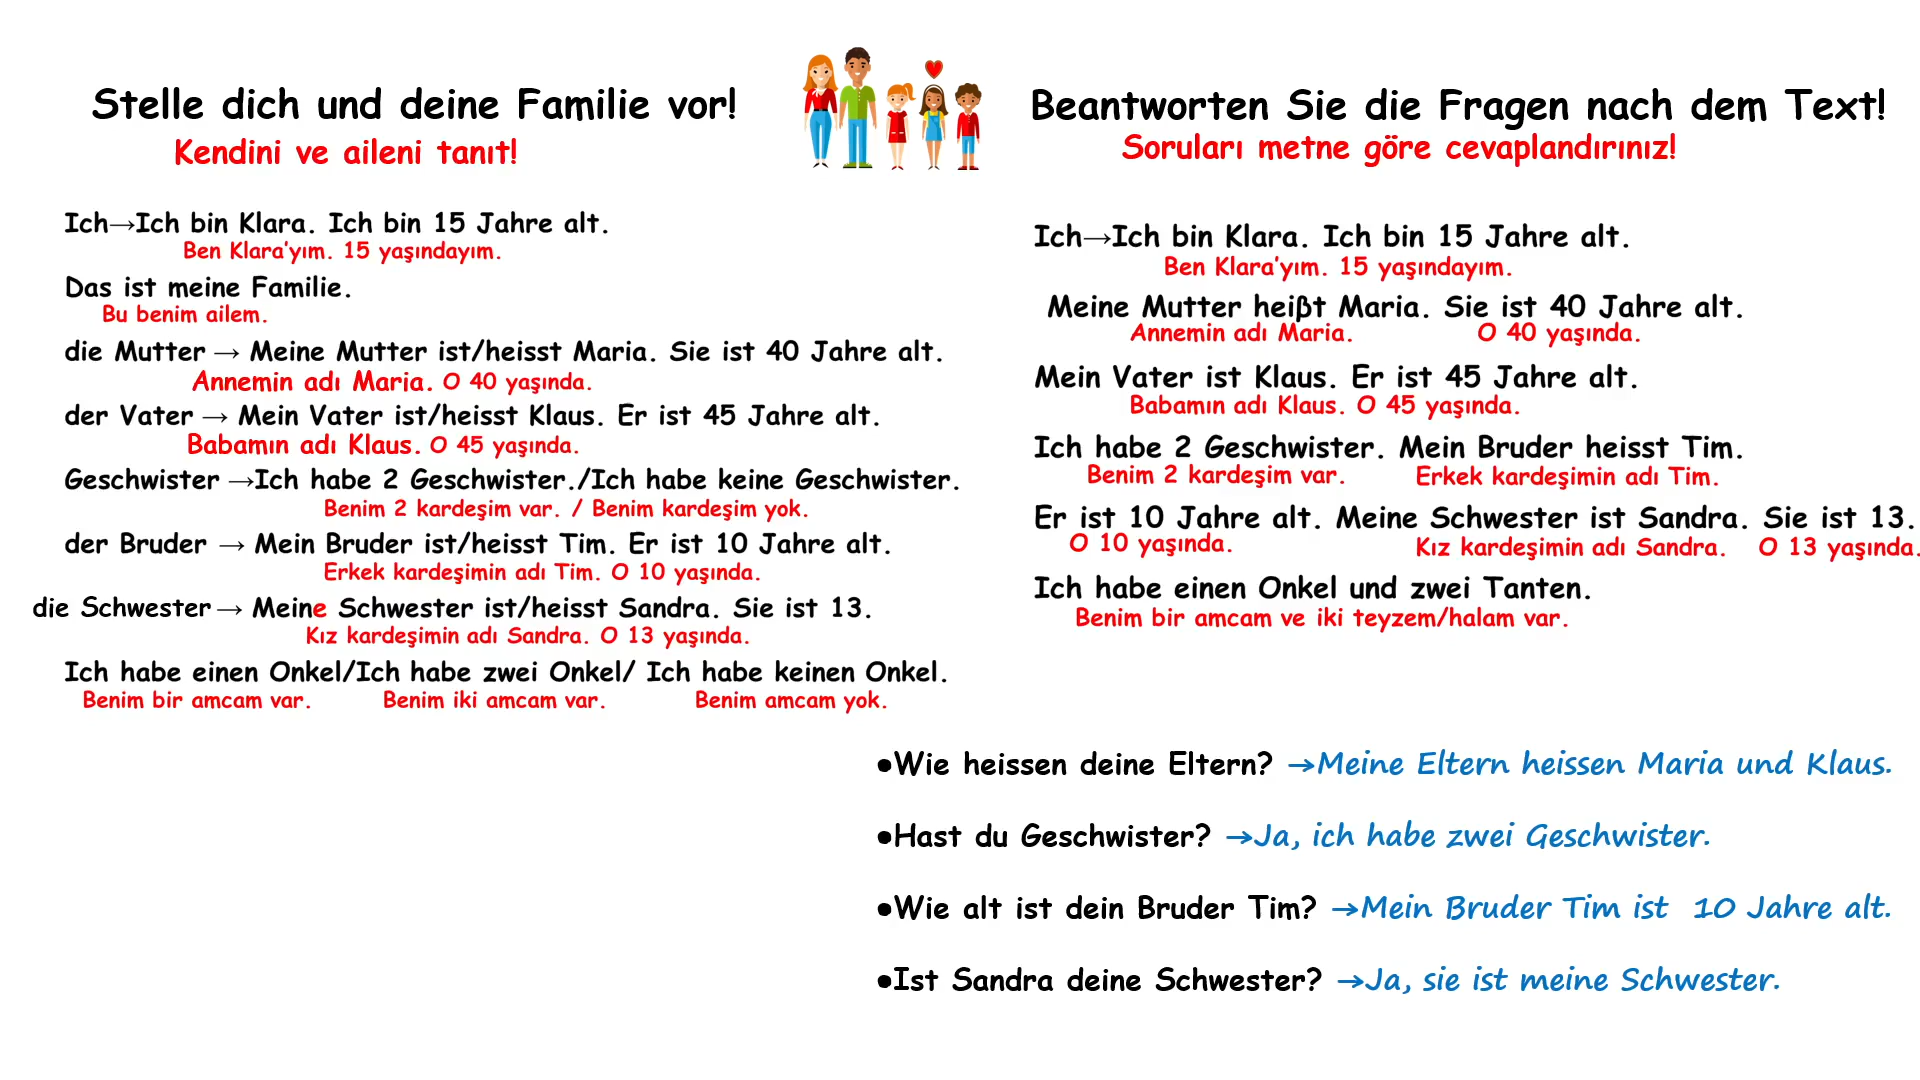 Stelle dich und deine Familie vor!
Kendini ve aileni tanıt!
Ich→Ich bin Klara. Ich bin 15 Jahre alt.
Ben Klara’yım. 15 yaşındayım.
Das ist meine Familie.
Bu benim ailem.
die Mutter → Meine Mutter ist/heisst Maria. Sie ist 40 Jahre alt.
Annemin adı Maria. O 40 yaşında.
der Vater → Mein Vater ist/heisst Klaus. Er ist 45 Jahre alt.
Babamın adı Klaus. O 45 yaşında.
Geschwister →Ich habe 2 Geschwister./Ich habe keine Geschwister.
Benim 2 kardeşim var. / Benim kardeşim yok.
der Bruder → Mein Bruder ist/heisst Tim. Er ist 10 Jahre alt.
Erkek kardeşimin adı Tim. O 10 yaşında.
die Schwester → Meine Schwester ist/heisst Sandra. Sie ist 13.
Kız kardeşimin adı Sandra. O 13 yaşında.
Ich habe einen Onkel/Ich habe zwei Onkel/ Ich habe keinen Onkel.
Benim bir amcam var. Benim iki amcam var. Benim amcam yok.
Beantworten Sie die Fragen nach dem Text!
Soruları metne göre cevaplandırınız!
Ich→Ich bin Klara. Ich bin 15 Jahre alt.
Ben Klara’yım. 15 yaşındayım.
Meine Mutter heiβt Maria. Sie ist 40 Jahre alt.
Annemin adı Maria. O 40 yaşında.
Mein Vater ist Klaus. Er ist 45 Jahre alt.
Babamın adı Klaus. O 45 yaşında.
Ich habe 2 Geschwister. Mein Bruder heisst Tim.
Benim 2 kardeşim var. Erkek kardeşimin adı Tim.
Er ist 10 Jahre alt. Meine Schwester ist Sandra. Sie ist 13.
O 10 yaşında. Kız kardeşimin adı Sandra. O 13 yaşında.
Ich habe einen Onkel und zwei Tanten.
Benim bir amcam ve iki teyzem/halam var.
•Wie heissen deine Eltern? →Meine Eltern heissen Maria und Klaus.
•Hast du Geschwister? →Ja, ich habe zwei Geschwister.
•Wie alt ist dein Bruder Tim? →Mein Bruder Tim ist 10 Jahre alt.
•Ist Sandra deine Schwester? →Ja, sie ist meine Schwester.